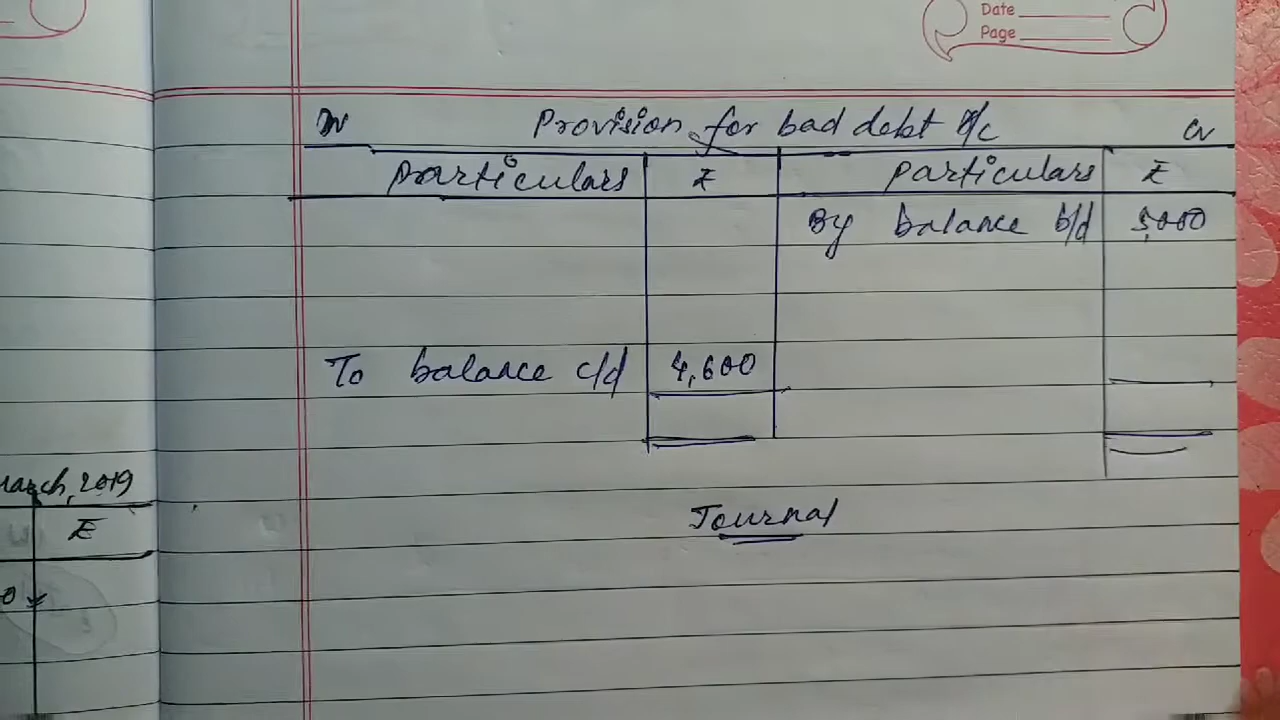 Date
Page
Dr Provision for bad debt A/c Cr
Particulars ₹ Particulars ₹
By balance b/d 5,000
To balance c/d 4,600
March, 2019
₹
Journal